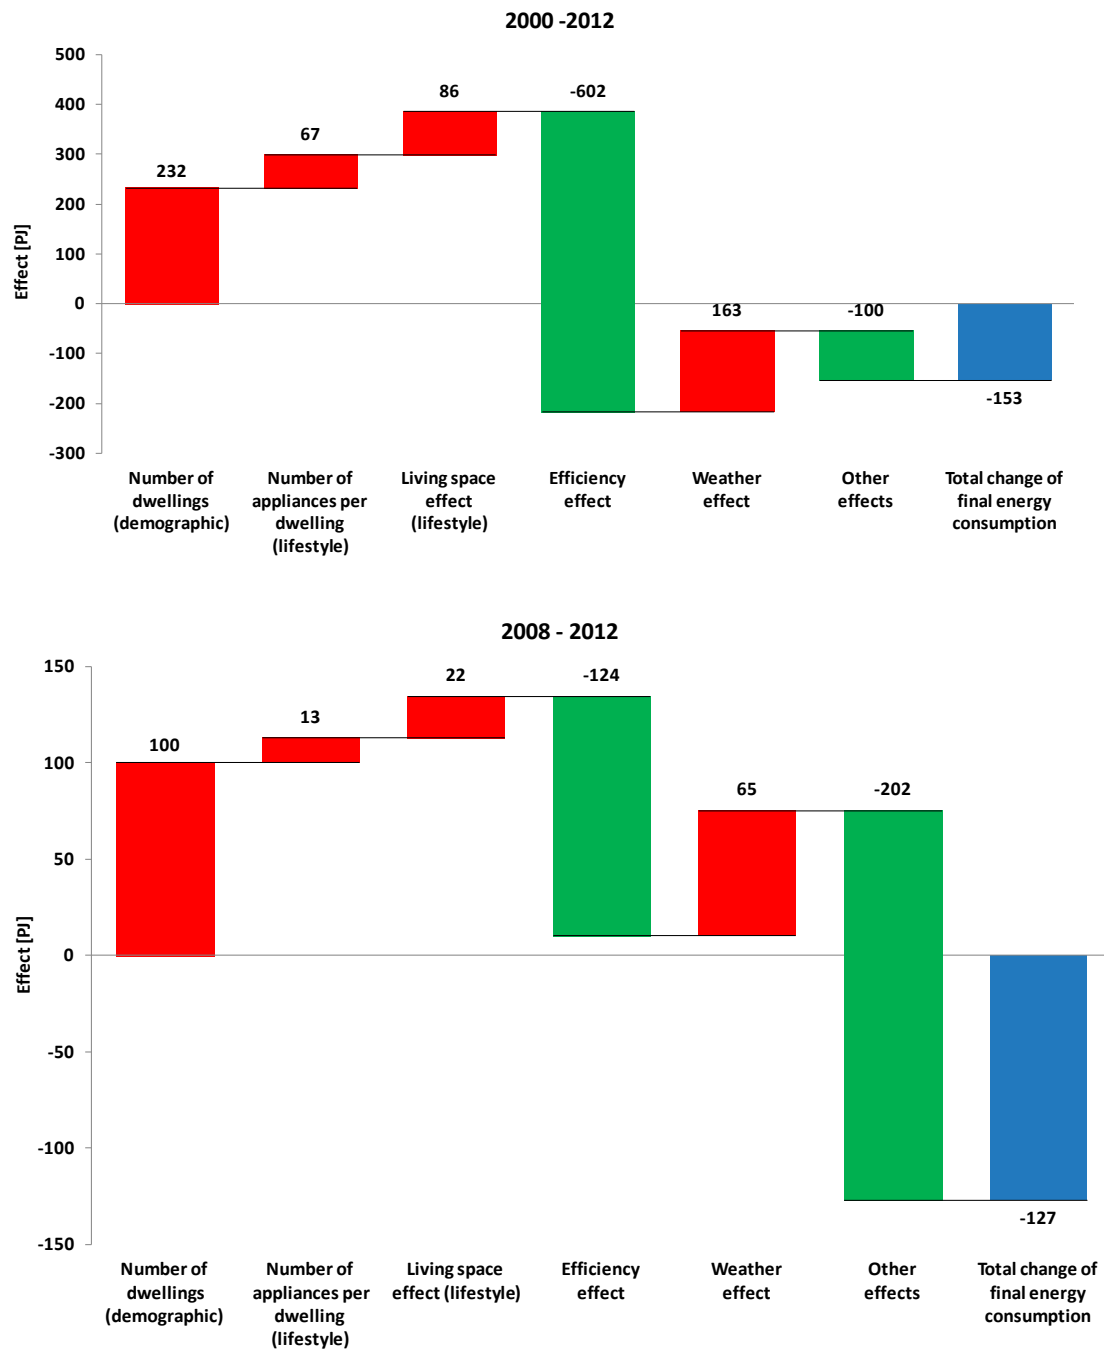 2000 -2012
Effect [PJ]
500
400
300
200
100
0
-100
-200
-300
232
67
86
-602
163
-100
-153
Number of
dwellings
(demographic)
Number of
appliances per
dwelling
(lifestyle)
Living space
effect
(lifestyle)
Efficiency
effect
Weather
effect
Other
effects
Total change of
final energy
consumption
2008 - 2012
Effect [PJ]
150
100
50
0
-50
-100
-150
100
13
22
-124
65
-202
-127
Number of
dwellings
(demographic)
Number of
appliances per
dwelling
(lifestyle)
Living space
effect (lifestyle)
Efficiency
effect
Weather
effect
Other
effects
Total change of
final energy
consumption